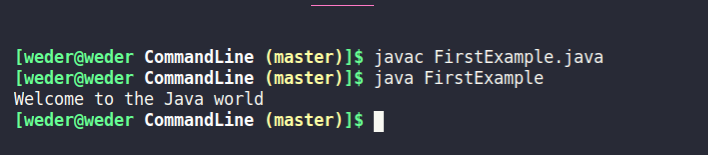 [weder@weder CommandLine (master)]$ javac FirstExample.java
[weder@weder CommandLine (master)]$ java FirstExample
Welcome to the Java world
[weder@weder CommandLine (master)]$